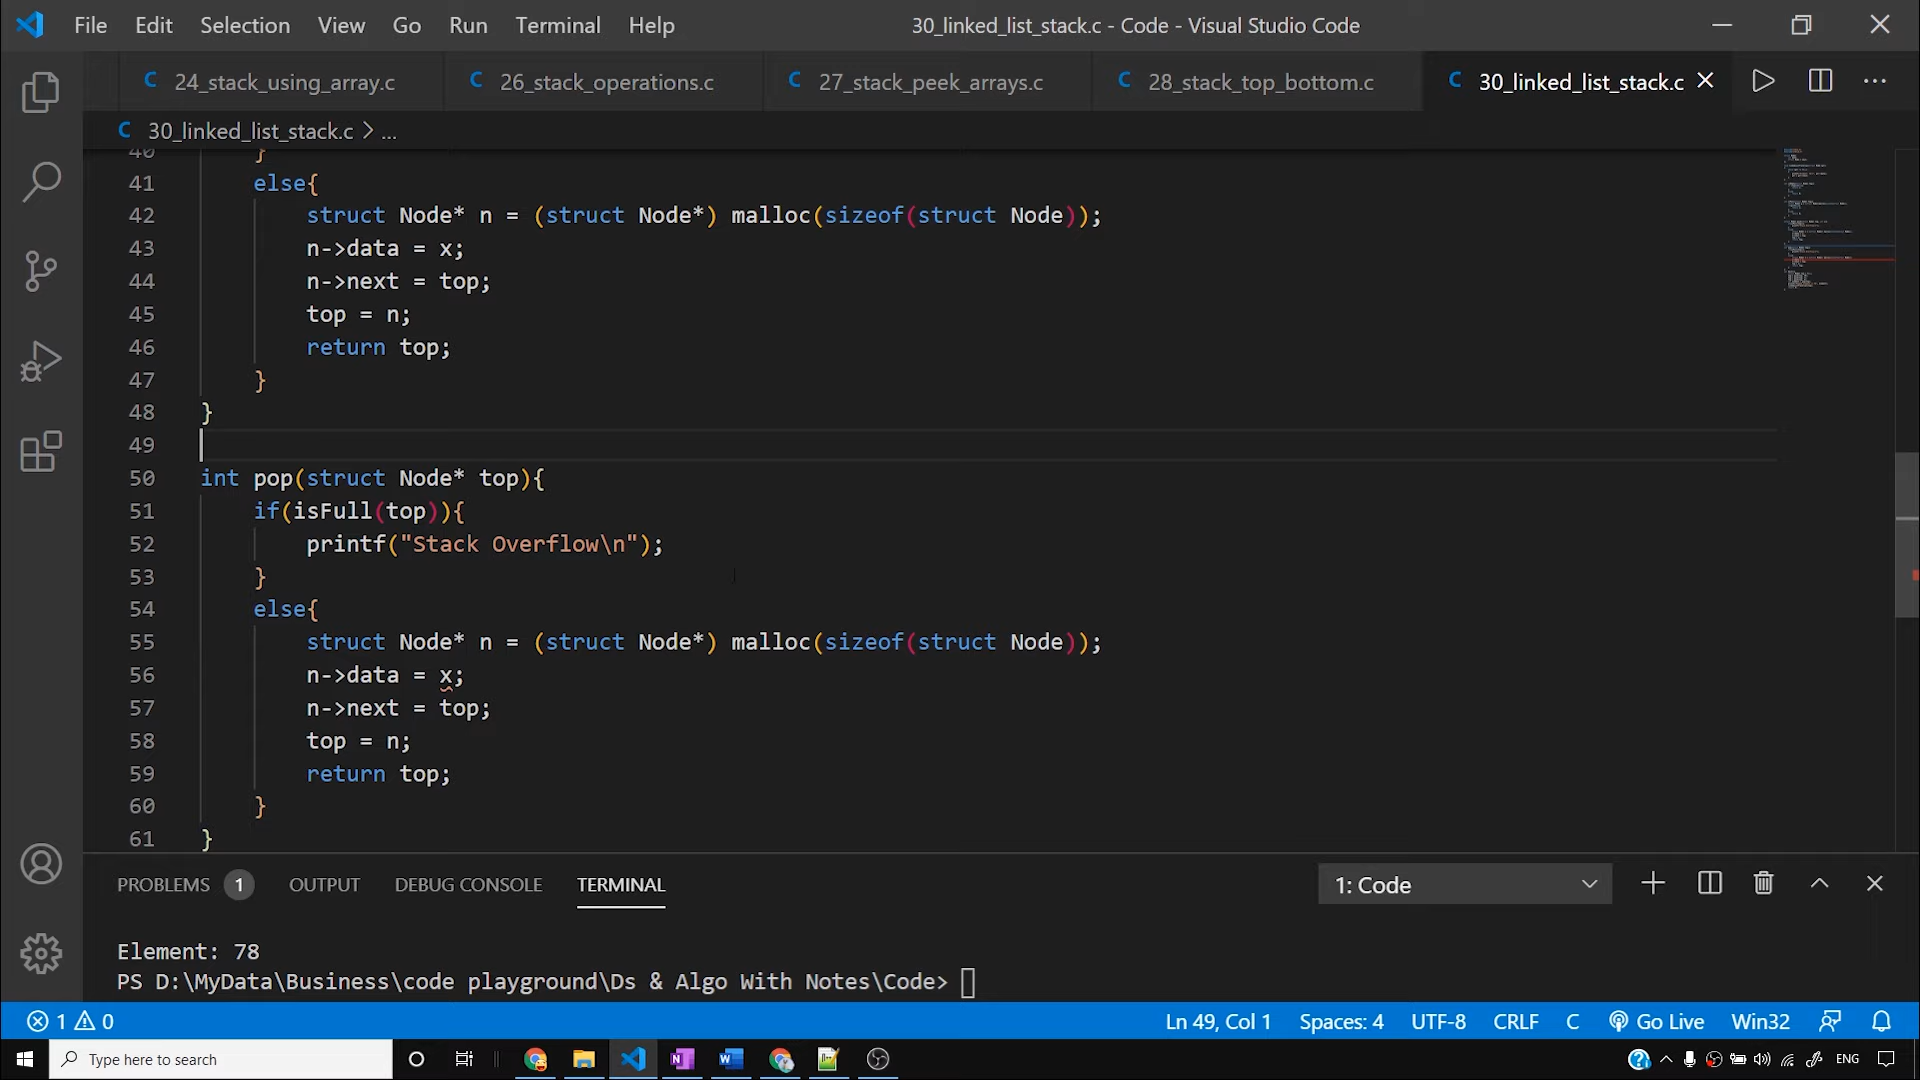 File Edit Selection View Go Run Terminal Help 30_linked_list_stack.c - Code - Visual Studio Code
24_stack_using_array.c 26_stack_operations.c 27_stack_peek_arrays.c 28_stack_top_bottom.c 30_linked_list_stack.c
30_linked_list_stack.c > ...
40 }
41 else{
42 struct Node* n = (struct Node*) malloc(sizeof(struct Node));
43 n->data = x;
44 n->next = top;
45 top = n;
46 return top;
47 }
48 }
49
50 int pop(struct Node* top){
51 if(isFull(top)){
52 printf("Stack Overflow\n");
53 }
54 else{
55 struct Node* n = (struct Node*) malloc(sizeof(struct Node));
56 n->data = x;
57 n->next = top;
58 top = n;
59 return top;
60 }
61 }
PROBLEMS 1 OUTPUT DEBUG CONSOLE TERMINAL 1: Code
Element: 78
PS D:\MyData\Business\code playground\Ds & Algo With Notes\Code>
1 0 Ln 49, Col 1 Spaces: 4 UTF-8 CRLF C Go Live Win32
Type here to search ENG